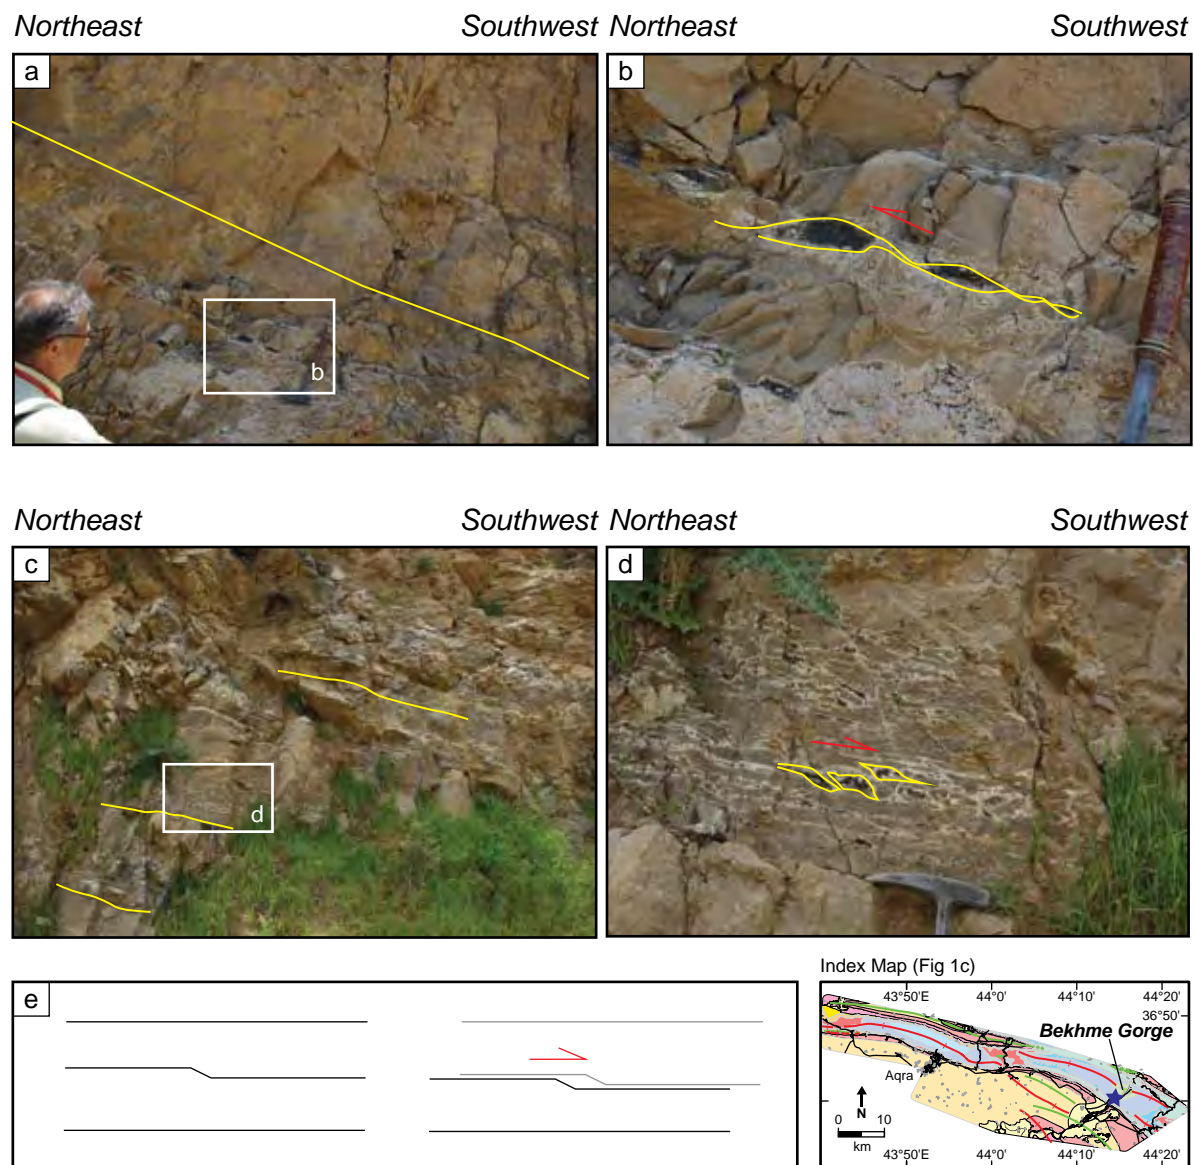 Northeast Southwest Northeast Southwest
a b
b
Northeast Southwest Northeast Southwest
c d
d
e
Index Map (Fig 1c)
43°50'E 44°0' 44°10' 44°20'
36°50'
Bekhme Gorge
Aqra
N
0 10
km
43°50'E 44°0' 44°10' 44°20'